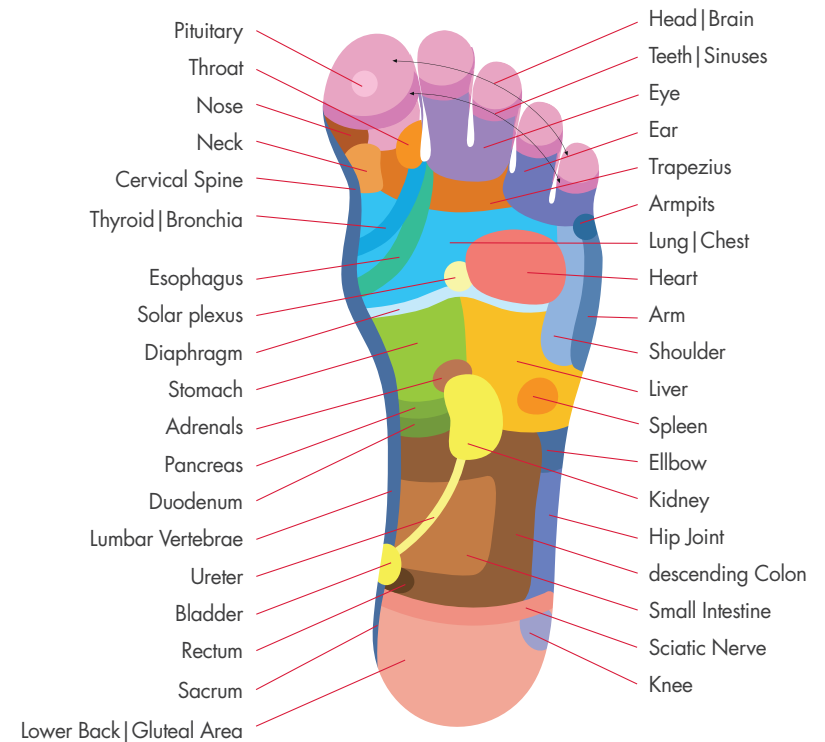 Pituitary
Throat
Nose
Neck
Cervical Spine
Thyroid|Bronchia
Esophagus
Solar plexus
Diaphragm
Stomach
Adrenals
Pancreas
Duodenum
Lumbar Vertebrae
Ureter
Bladder
Rectum
Sacrum
Lower Back|Gluteal Area
Head|Brain
Teeth|Sinuses
Eye
Ear
Trapezius
Armpits
Lung|Chest
Heart
Arm
Shoulder
Liver
Spleen
Ellbow
Kidney
Hip Joint
descending Colon
Small Intestine
Sciatic Nerve
Knee